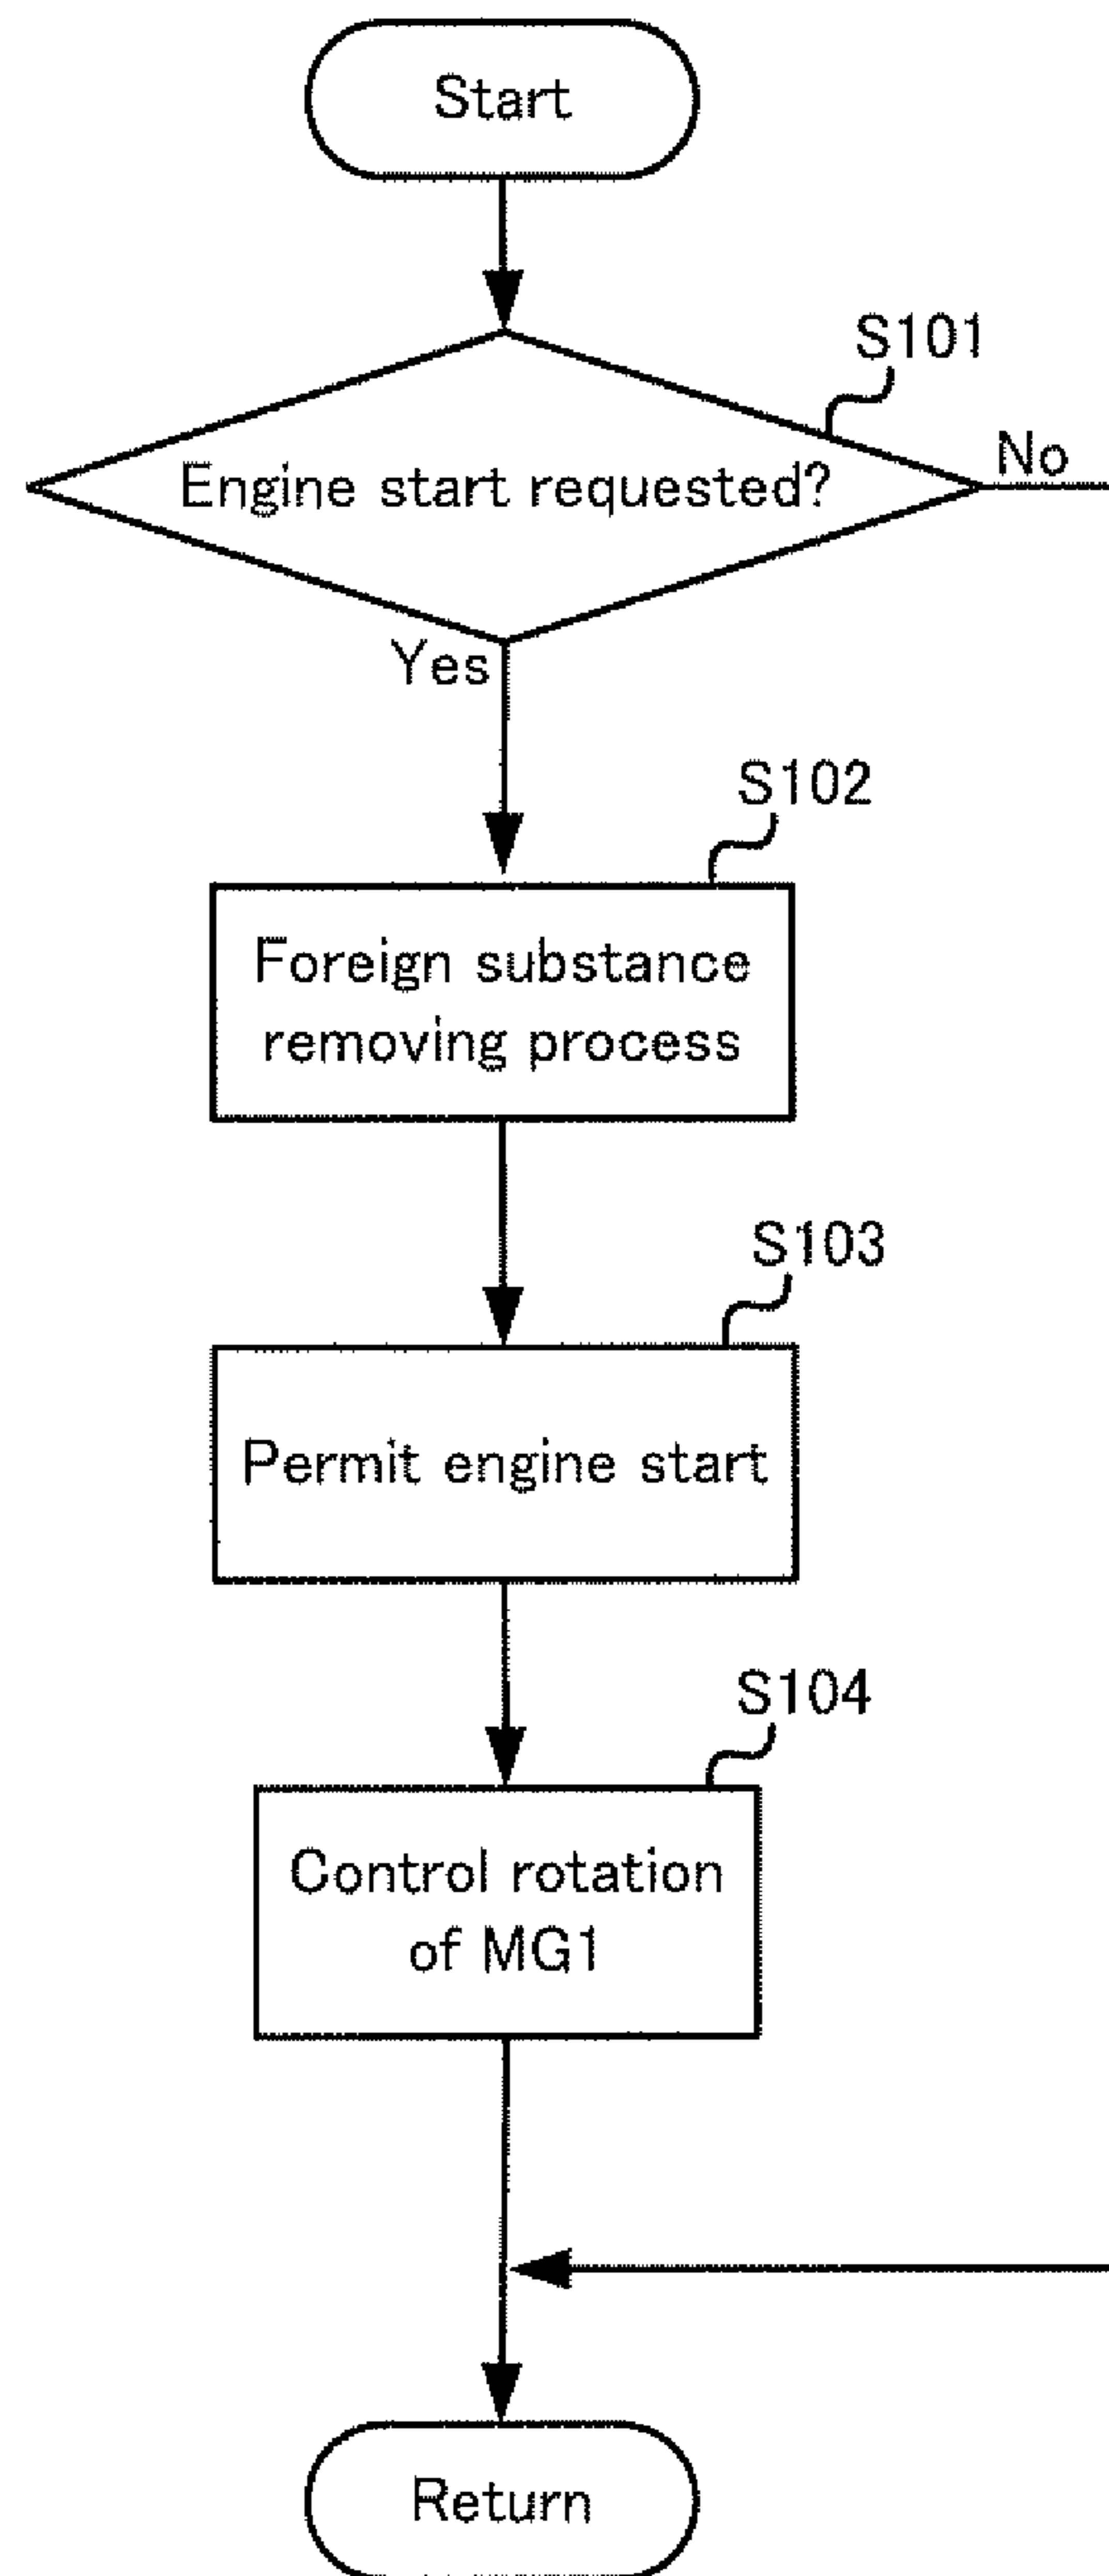 Start
S101
Engine start requested?
No
Yes
S102
Foreign substance
removing process
S103
Permit engine start
S104
Control rotation
of MG1
Return